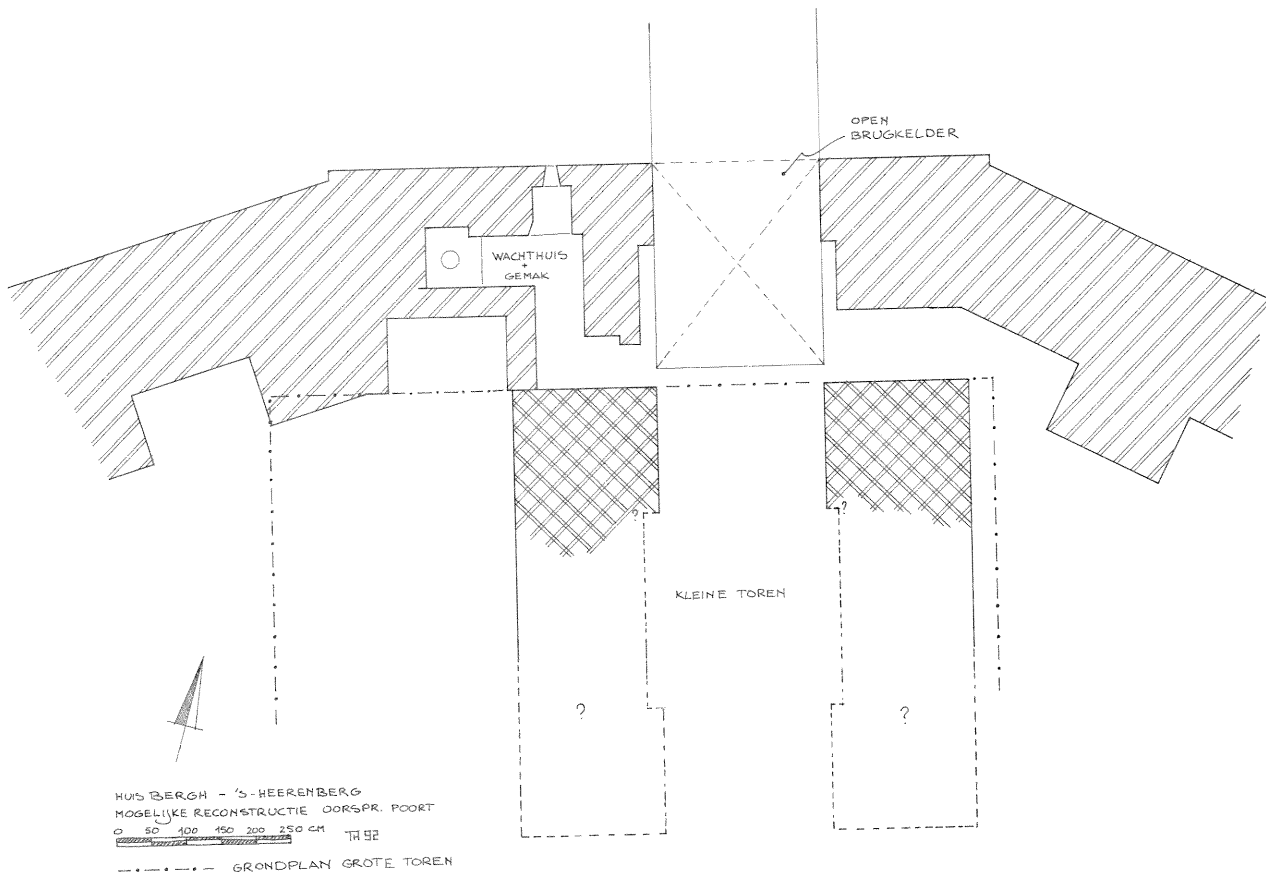 OPEN
BRUGKELDER
WACHTHUIS
+
GEMAK
? ?
KLEINE TOREN
? ?
HUIS BERGH - 'S-HEERENBERG
MOGELIJKE RECONSTRUCTIE OORSPR. POORT
0 50 100 150 200 250 CM
TH 92
GRONDPLAN GROTE TOREN